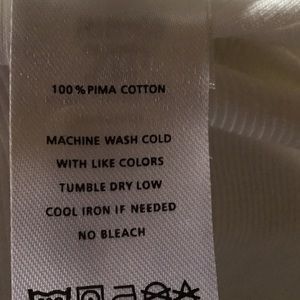 100% PIMA COTTON
MACHINE WASH COLD
WITH LIKE COLORS
TUMBLE DRY LOW
COOL IRON IF NEEDED
NO BLEACH